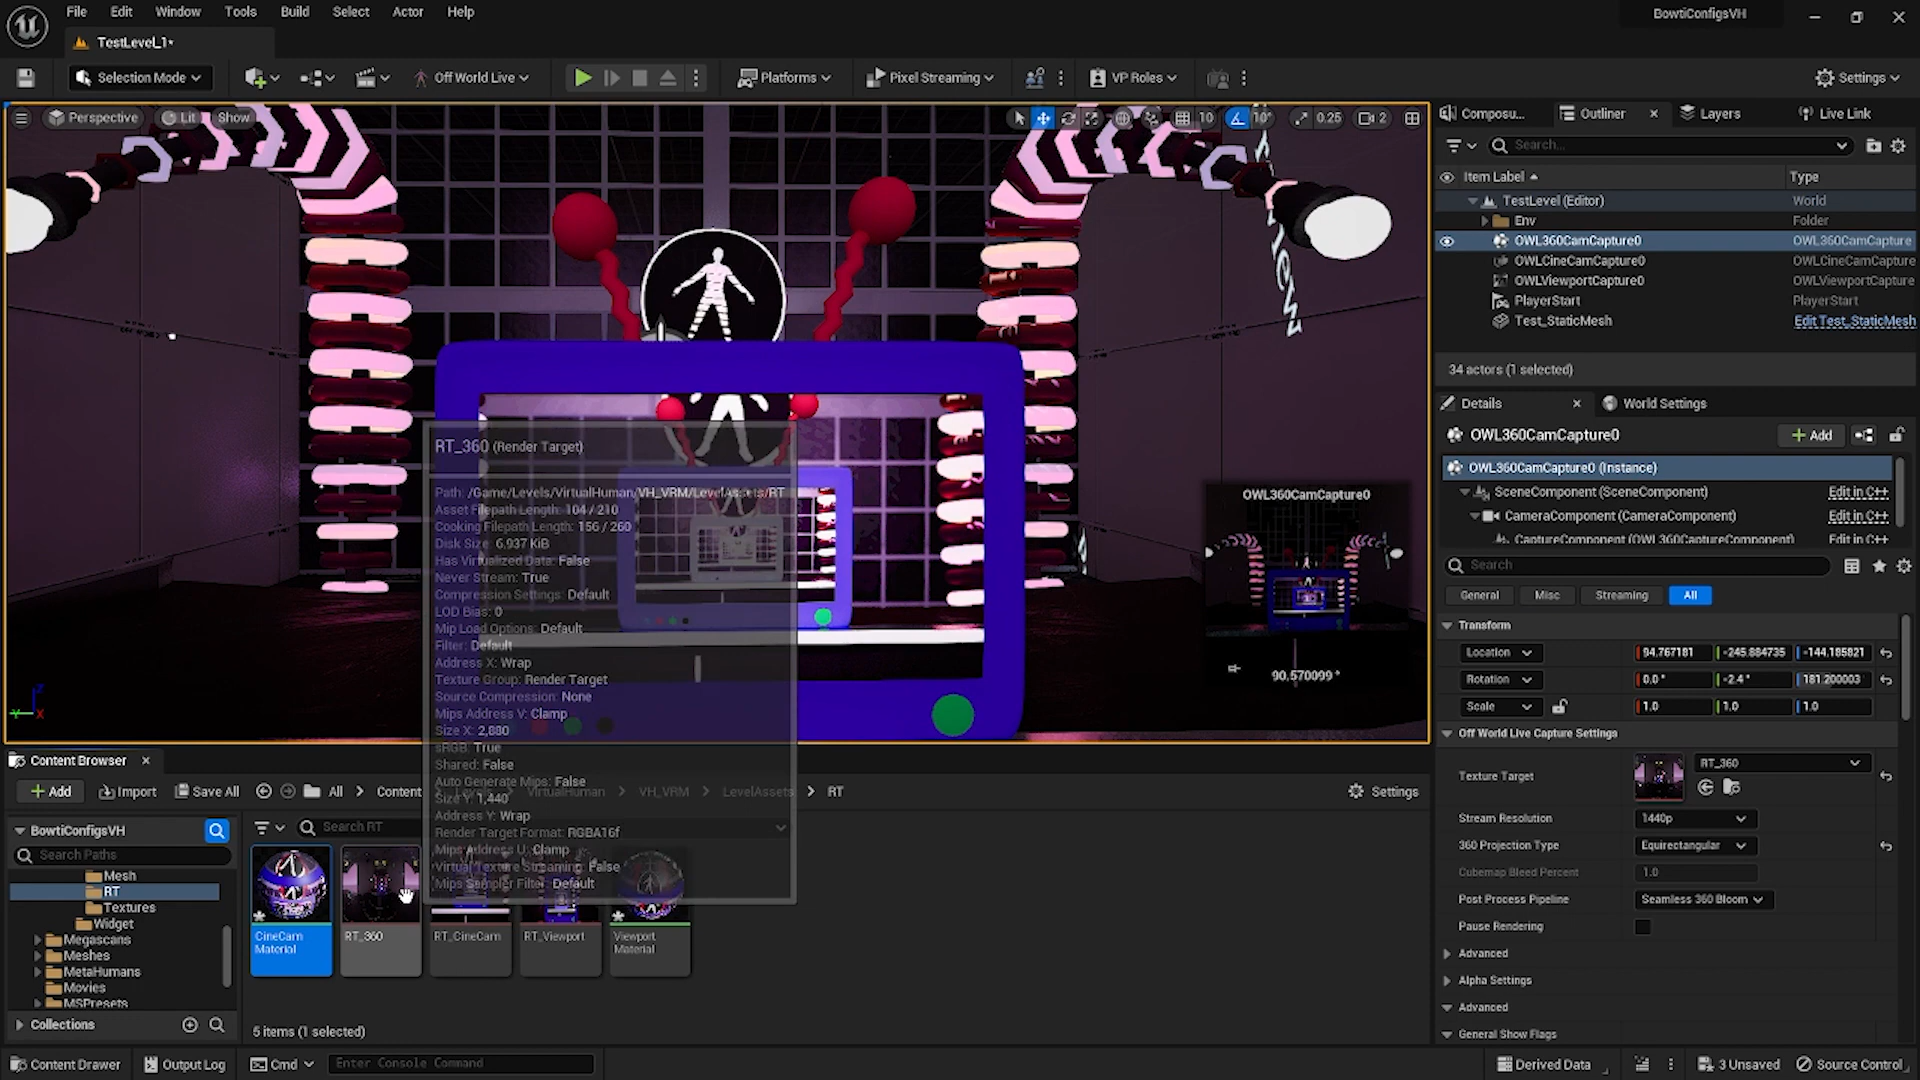 File Edit Window Tools Build Select Actor Help
BowtiConfigsVH
TestLevel_1*
Selection Mode
Off World Live
Platforms
Pixel Streaming
VP Roles
Settings
Perspective
Lit
Show
10
10°
0.25
2
Composu...
Outliner
Layers
Live Link
Search...
Item Label
Type
TestLevel (Editor)
World
Env
Folder
OWL360CamCapture0
OWL360CamCapture
OWLCineCamCapture0
OWLCineCamCapture
OWLViewportCapture0
OWLViewportCapture
PlayerStart
PlayerStart
Test_StaticMesh
Edit Test_StaticMesh
34 actors (1 selected)
Details
World Settings
OWL360CamCapture0
Add
OWL360CamCapture0 (Instance)
SceneComponent (SceneComponent)
Edit in C++
CameraComponent (CameraComponent)
Edit in C++
CaptureComponent (OWL360CaptureComponent)
Edit in C++
Search
General
Misc
Streaming
All
Transform
Location
94.767181
-245.884735
-144.185821
Rotation
0.0°
-2.4°
181.200003
Scale
1.0
1.0
1.0
Off World Live Capture Settings
Texture Target
RT_360
Stream Resolution
1440p
360 Projection Type
Equirectangular
Cubemap Bleed Percent
1.0
Post Process Pipeline
Seamless 360 Bloom
Pause Rendering
Advanced
Alpha Settings
Advanced
General Show Flags
OWL360CamCapture0
90.570099 °
RT_360 (Render Target)
Path: /Game/Levels/VirtualHuman/VH_VRM/LevelAssets/RT
Asset Filepath Length: 104 / 210
Cooking Filepath Length: 156 / 260
Disk Size: 6.937 KiB
Has Virtualized Data: False
Never Stream: True
Compression Settings: Default
LOD Bias: 0
Mip Load Options: Default
Filter: Default
Address X: Wrap
Texture Group: Render Target
Source Compression: None
Mips Address V: Clamp
Size X: 2,880
sRGB: True
Shared: False
Auto Generate Mips: False
Size Y: 1,440
Address Y: Wrap
Render Target Format: RGBA16f
Mips Address U: Clamp
Virtual Texture Streaming: False
Mips Sampler Filter: Default
Content Browser
Add
Import
Save All
All
Content
Levels
VirtualHuman
VH_VRM
LevelAssets
RT
Settings
BowtiConfigsVH
Search Paths
Mesh
RT
Textures
Widget
Megascans
Meshes
MetaHumans
Movies
MSPresets
Collections
Search RT
CineCam
Material
RT_360
RT_CineCam
RT_Viewport
Viewport
Material
5 items (1 selected)
Content Drawer
Output Log
Cmd
Enter Console Command
Derived Data
3 Unsaved
Source Control